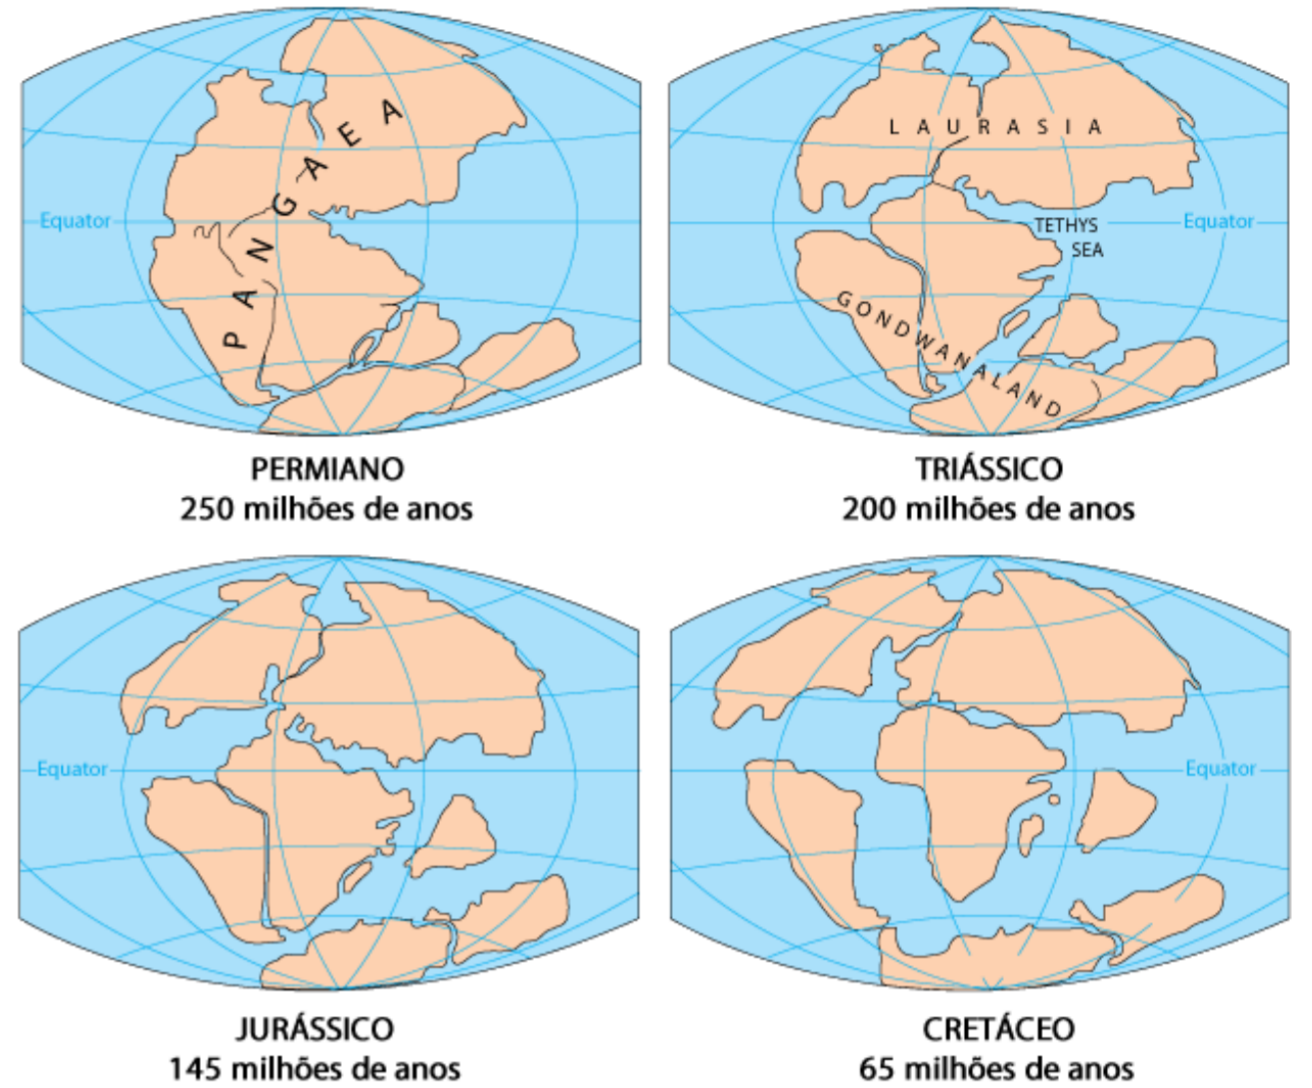 PANGAEA
Equator
PERMIANO
250 milhões de anos
LAURASIA
TETHYS
SEA
Equator
GONDWANALAND
TRIÁSSICO
200 milhões de anos
Equator
JURÁSSICO
145 milhões de anos
Equator
CRETÁCEO
65 milhões de anos